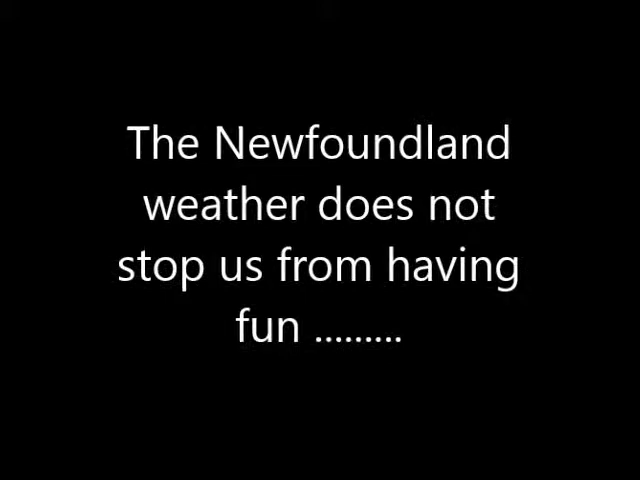 The Newfoundland
weather does not
stop us from having
fun .........